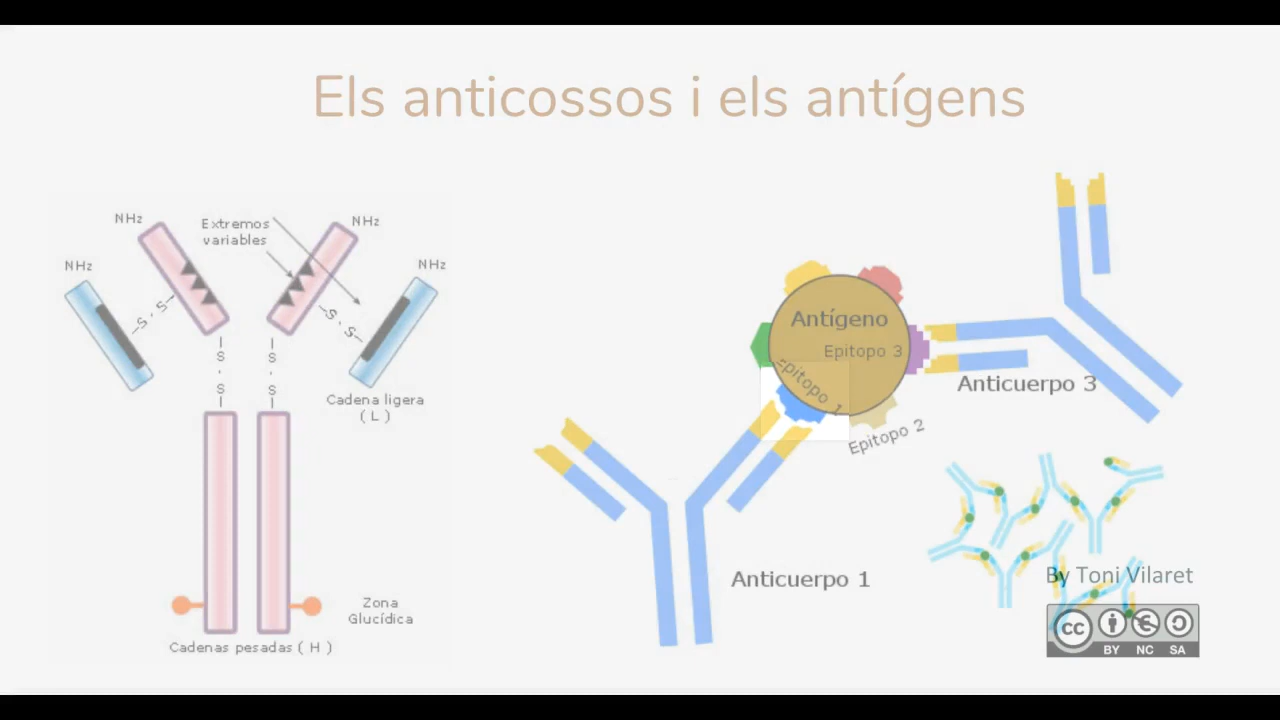 Els anticossos i els antígens
NHz
Extremos
variables
NHz
NHz
NHz
–S·S–
–S·S–
S
·
S
S
·
S
Cadena ligera
( L )
Zona
Glucídica
Cadenas pesadas ( H )
Antígeno
Epitopo 3
Epitopo 1
Epitopo 2
Anticuerpo 3
Anticuerpo 1
By Toni Vilaret
CC
BY NC SA